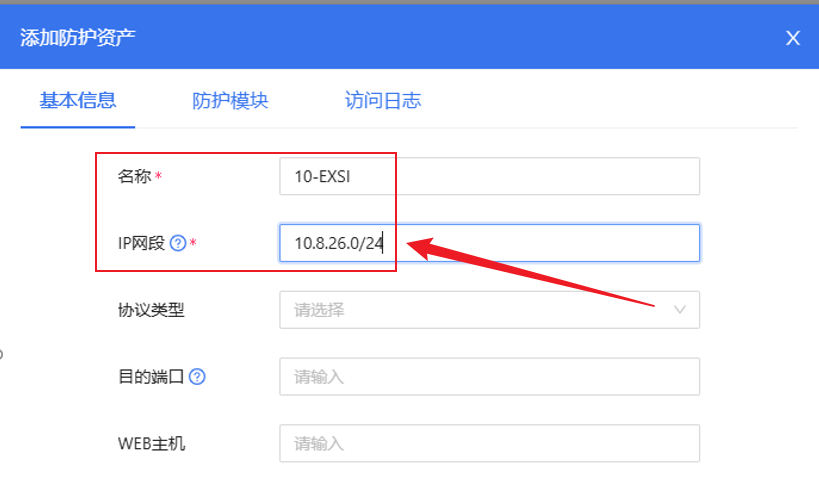 添加防护资产 X
基本信息 防护模块 访问日志
名称 * 10-EXSI
IP网段 ? * 10.8.26.0/24
协议类型 请选择
目的端口 ? 请输入
WEB主机 请输入